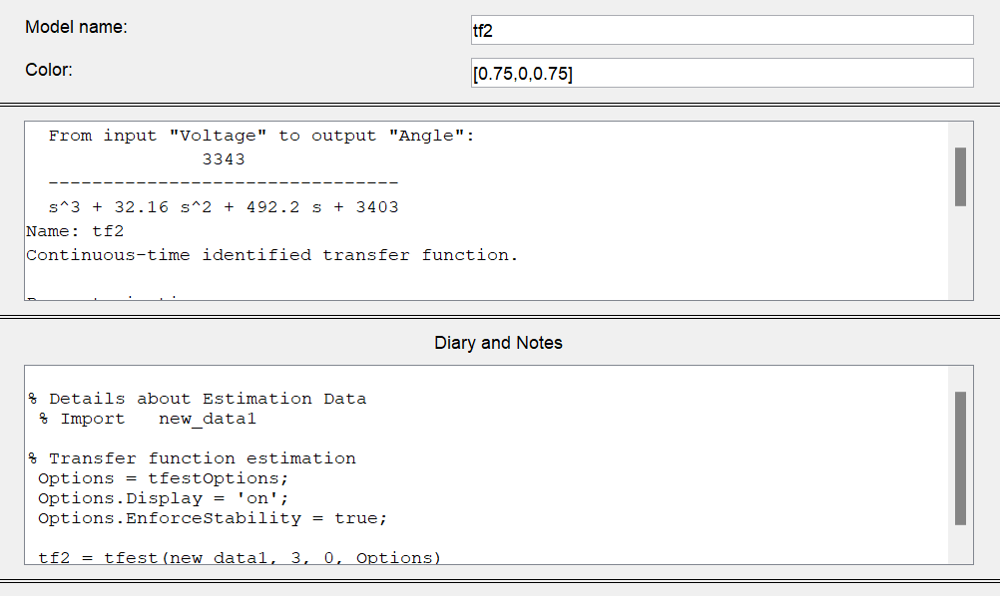 Model name:
tf2
Color:
[0.75,0,0.75]
From input "Voltage" to output "Angle":
3343
--------------------------------
s^3 + 32.16 s^2 + 492.2 s + 3403
Name: tf2
Continuous-time identified transfer function.
Diary and Notes
% Details about Estimation Data
% Import   new_data1
% Transfer function estimation
Options = tfestOptions;
Options.Display = 'on';
Options.EnforceStability = true;
tf2 = tfest(new_data1, 3, 0, Options)